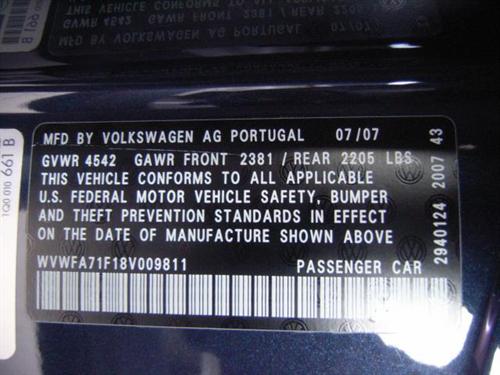 MFD BY VOLKSWAGEN AG PORTUGAL 07/07
GVWR 4542 GAWR FRONT 2381 / REAR 2205 LBS
THIS VEHICLE CONFORMS TO ALL APPLICABLE
U.S. FEDERAL MOTOR VEHICLE SAFETY, BUMPER
AND THEFT PREVENTION STANDARDS IN EFFECT
ON THE DATE OF MANUFACTURE SHOWN ABOVE.
WVWFA71F18V009811 PASSENGER CAR
2940124 2007 43
1Q0 010 661 B